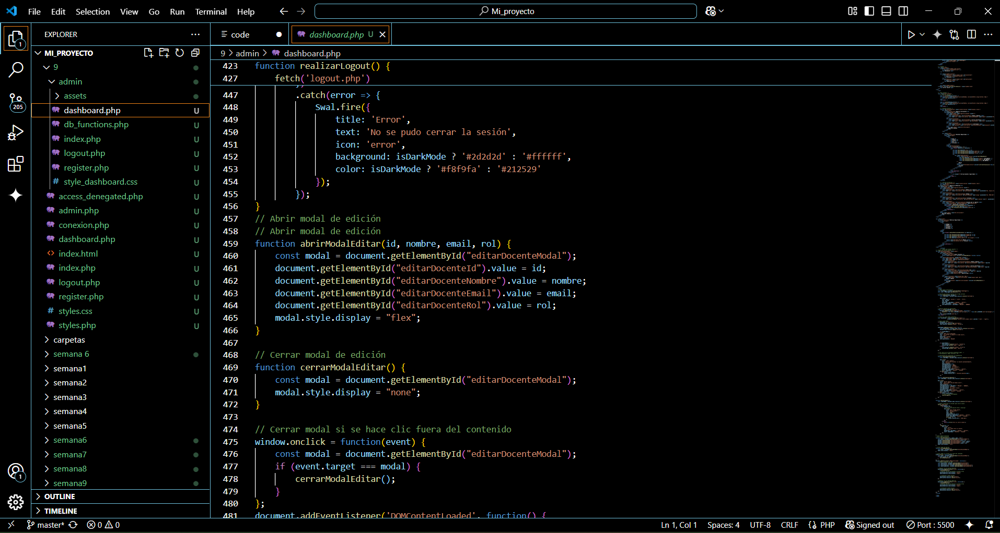 File Edit Selection View Go Run Terminal Help
Mi_proyecto
EXPLORER
1
MI_PROYECTO
9
admin
assets
205
dashboard.php U
db_functions.php U
index.php U
logout.php U
register.php U
# style_dashboard.css U
access_denegated.php U
admin.php U
conexion.php U
dashboard.php U
<> index.html U
index.php U
logout.php U
register.php U
# styles.css U
styles.php U
carpetas
semana 6
semana1
semana2
semana3
semana4
semana5
semana6
semana7
semana8
1
semana9
OUTLINE
TIMELINE
code
dashboard.php U
9 > admin > dashboard.php
423 function realizarLogout() {
427 fetch('logout.php')
447 .catch(error => {
448 Swal.fire({
449 title: 'Error',
450 text: 'No se pudo cerrar la sesión',
451 icon: 'error',
452 background: isDarkMode ? '#2d2d2d' : '#ffffff',
453 color: isDarkMode ? '#f8f9fa' : '#212529'
454 });
455 });
456 }
457 // Abrir modal de edición
458 // Abrir modal de edición
459 function abrirModalEditar(id, nombre, email, rol) {
460 const modal = document.getElementById("editarDocenteModal");
461 document.getElementById("editarDocenteId").value = id;
462 document.getElementById("editarDocenteNombre").value = nombre;
463 document.getElementById("editarDocenteEmail").value = email;
464 document.getElementById("editarDocenteRol").value = rol;
465 modal.style.display = "flex";
466 }
467
468 // Cerrar modal de edición
469 function cerrarModalEditar() {
470 const modal = document.getElementById("editarDocenteModal");
471 modal.style.display = "none";
472 }
473
474 // Cerrar modal si se hace clic fuera del contenido
475 window.onclick = function(event) {
476 const modal = document.getElementById("editarDocenteModal");
477 if (event.target === modal) {
478 cerrarModalEditar();
479 }
480 };
481 document.addEventListener('DOMContentLoaded', function() {
master* 0 0 Ln 1, Col 1 Spaces: 4 UTF-8 CRLF PHP Signed out Port : 5500